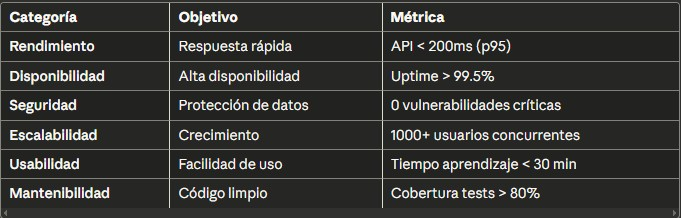 Categoría Objetivo Métrica
Rendimiento Respuesta rápida API < 200ms (p95)
Disponibilidad Alta disponibilidad Uptime > 99.5%
Seguridad Protección de datos 0 vulnerabilidades críticas
Escalabilidad Crecimiento 1000+ usuarios concurrentes
Usabilidad Facilidad de uso Tiempo aprendizaje < 30 min
Mantenibilidad Código limpio Cobertura tests > 80%